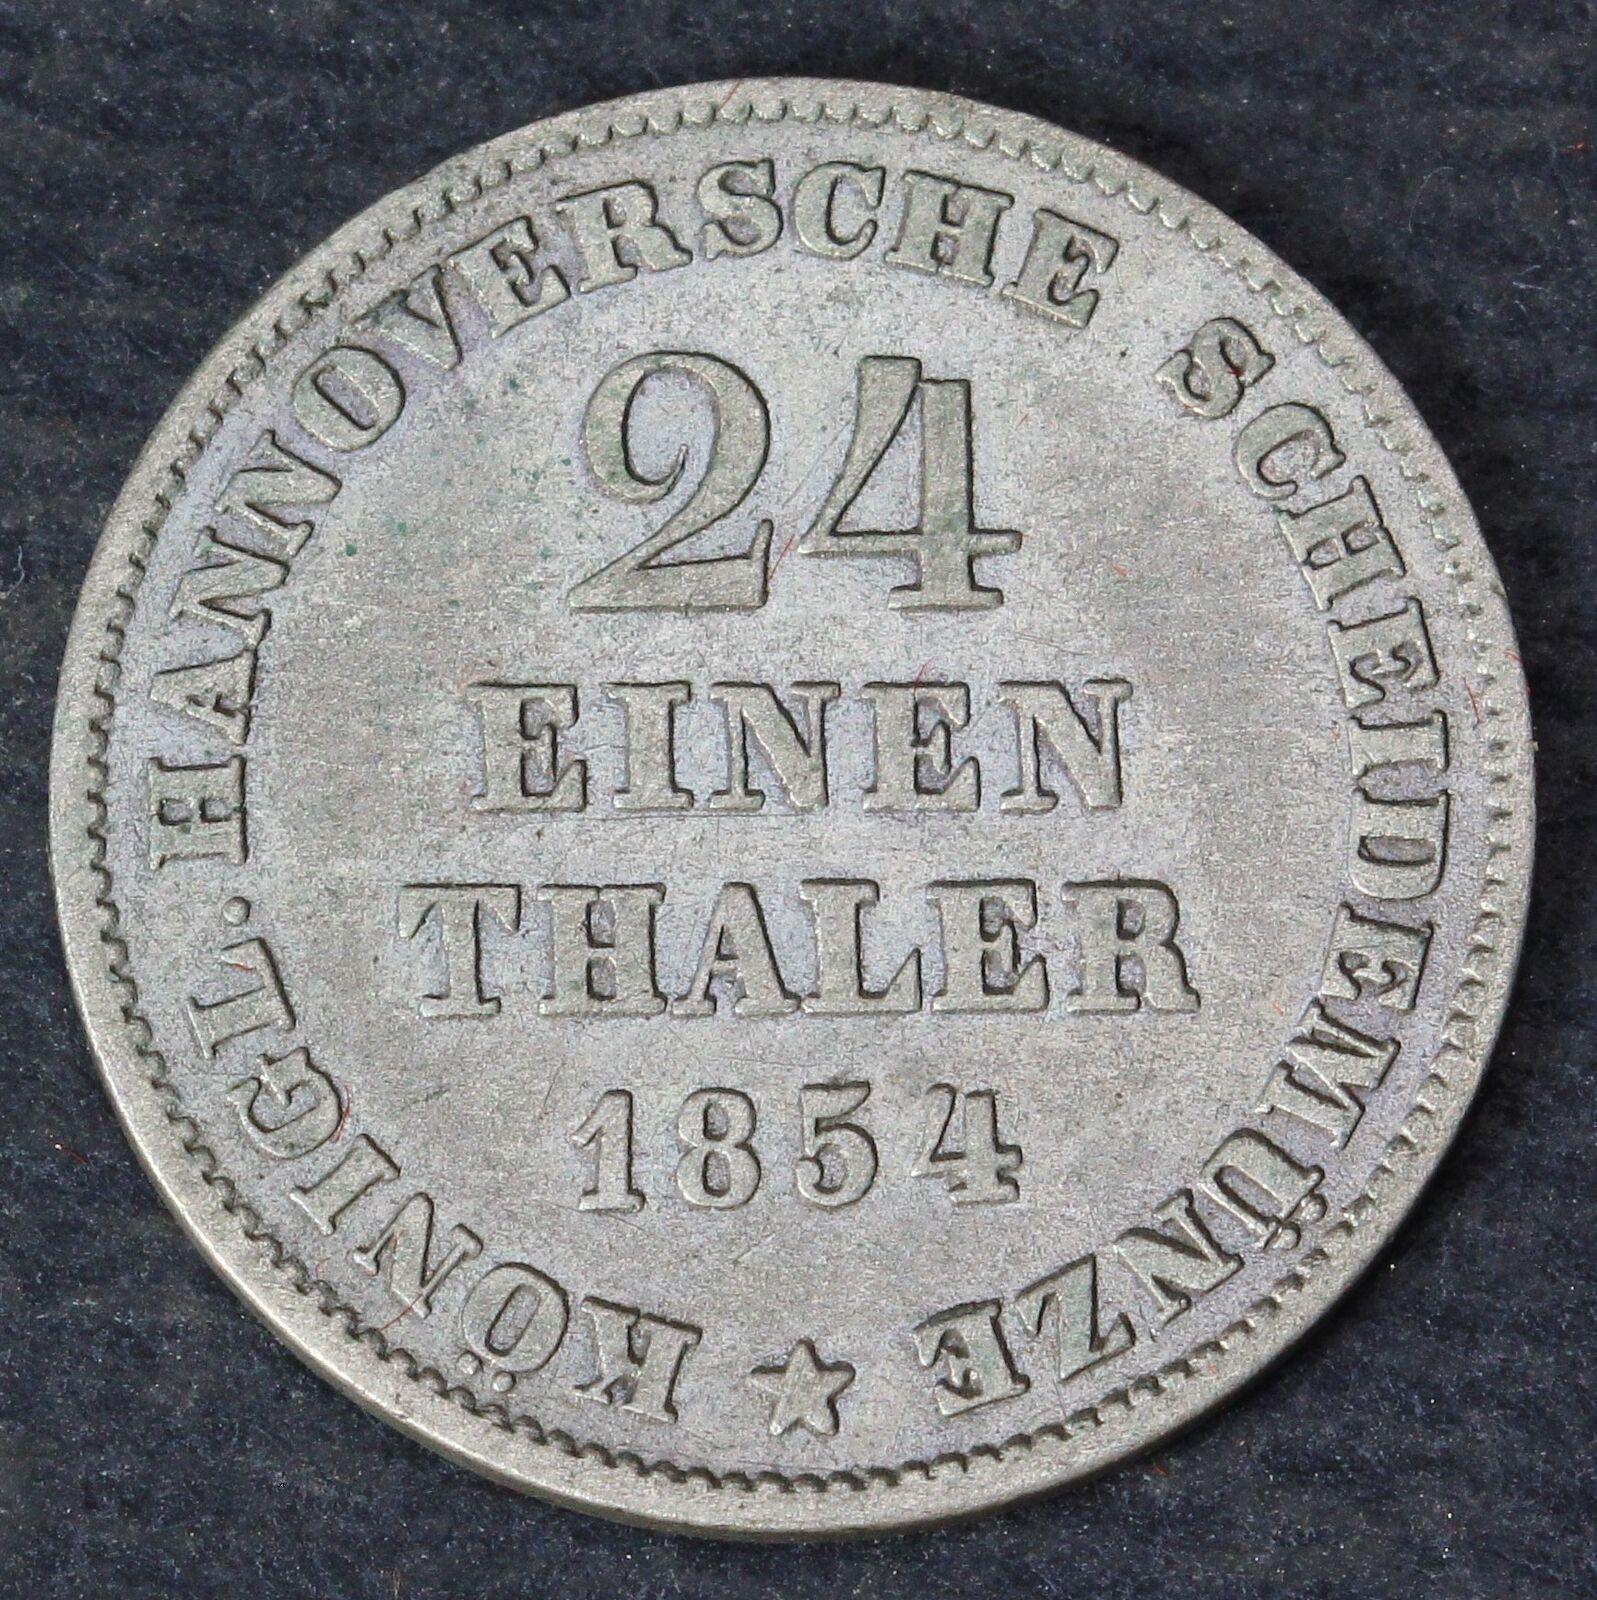 KÖNIGL. HANNOVERSCHE SCHEIDEMÜNZE
24
EINEN
THALER
1854